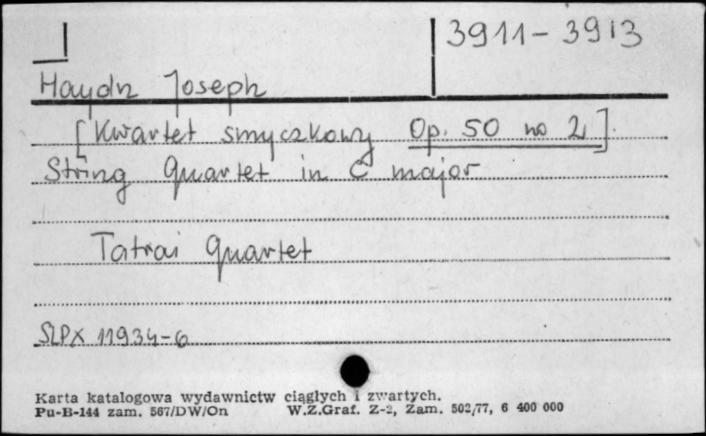 3911-3913
Haydn Joseph
[Kwartet smyczkowy Op. 50 no 2]
String Quartet in C major
Tatrai Quartet
SLPX 11934-6
Karta katalogowa wydawnictw ciągłych i zwartych.
Pu-B-144 zam. 567/DW/On W.Z.Graf. Z-2, Zam. 502/77, 6 400 000